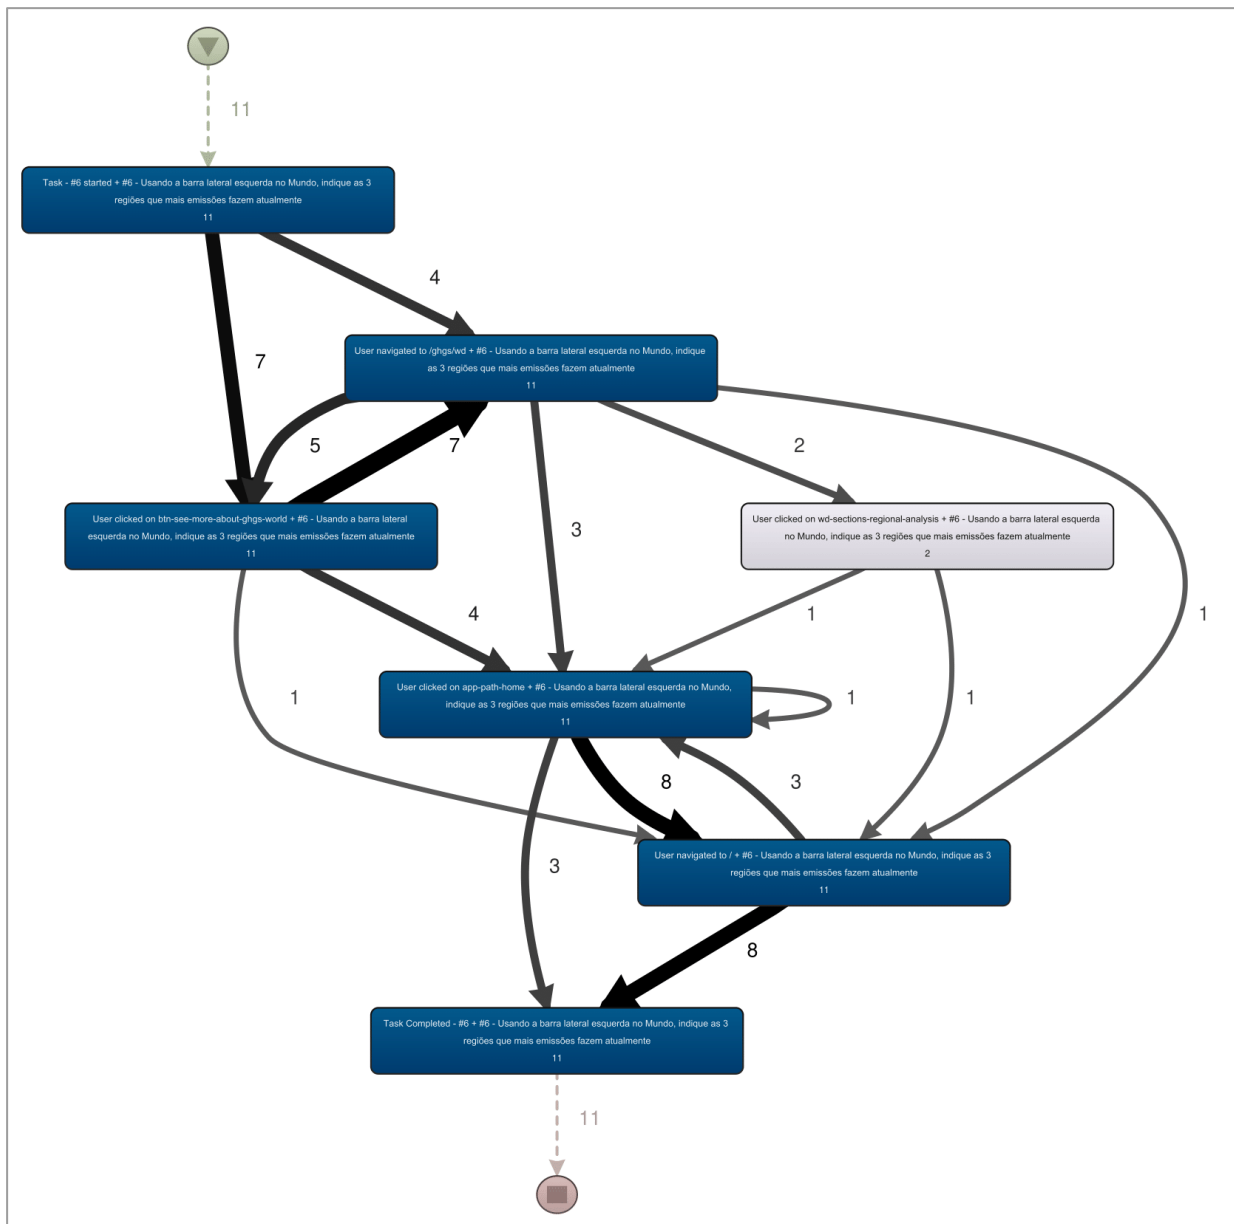 11
Task - #6 started + #6 - Usando a barra lateral esquerda no Mundo, indique as 3
regiões que mais emissões fazem atualmente
11
4
7
User navigated to /ghgs/wd + #6 - Usando a barra lateral esquerda no Mundo, indique
as 3 regiões que mais emissões fazem atualmente
11
5
7
2
3
User clicked on btn-see-more-about-ghgs-world + #6 - Usando a barra lateral
esquerda no Mundo, indique as 3 regiões que mais emissões fazem atualmente
11
User clicked on wd-sections-regional-analysis + #6 - Usando a barra lateral esquerda
no Mundo, indique as 3 regiões que mais emissões fazem atualmente
2
4
1
1
User clicked on app-path-home + #6 - Usando a barra lateral esquerda no Mundo,
indique as 3 regiões que mais emissões fazem atualmente
11
1
1
1
8
3
User navigated to / + #6 - Usando a barra lateral esquerda no Mundo, indique as 3
regiões que mais emissões fazem atualmente
11
3
8
Task Completed - #6 + #6 - Usando a barra lateral esquerda no Mundo, indique as 3
regiões que mais emissões fazem atualmente
11
11